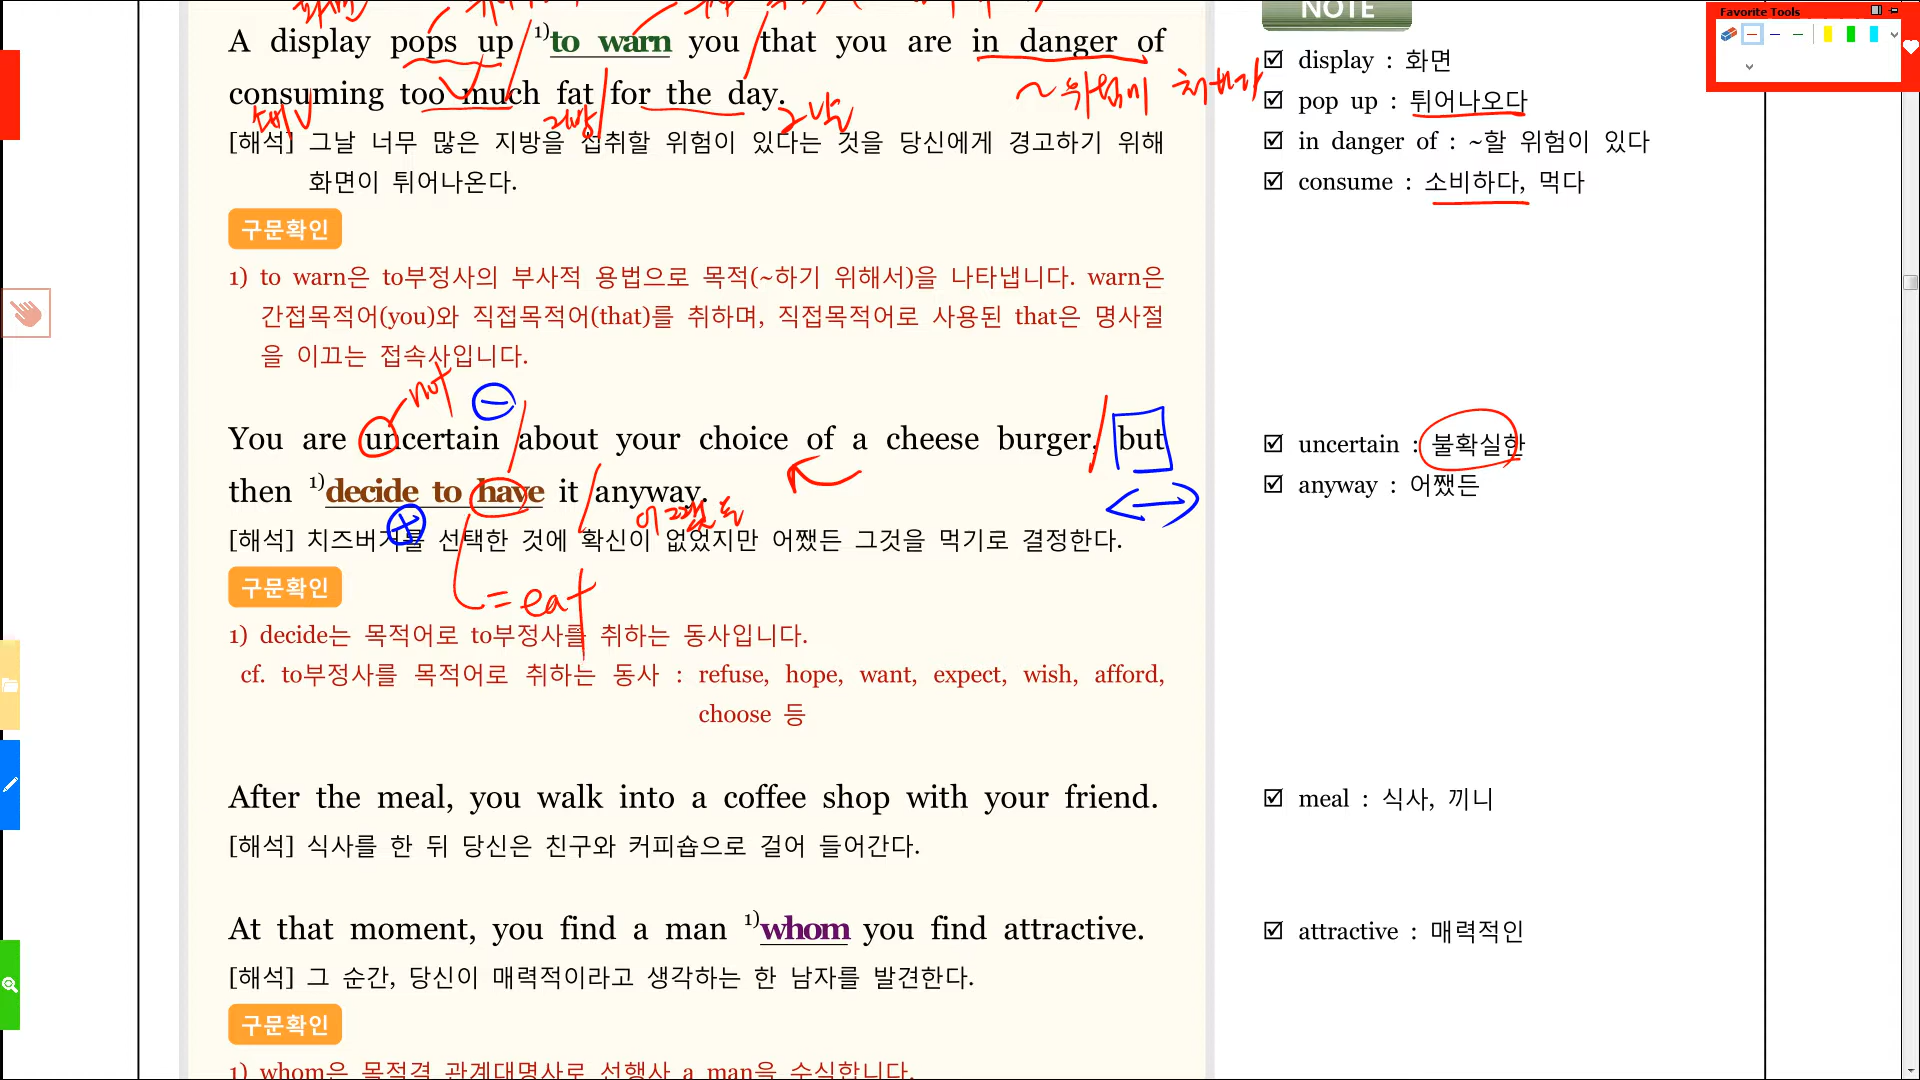 NOTE
Favorite Tools
A display pops up 1)to warn you that you are in danger of
consuming too much fat for the day.
~위험에 처하다
소비
지방
그날
[해석] 그날 너무 많은 지방을 섭취할 위험이 있다는 것을 당신에게 경고하기 위해
화면이 튀어나온다.
구문확인
1) to warn은 to부정사의 부사적 용법으로 목적(~하기 위해서)을 나타냅니다. warn은
간접목적어(you)와 직접목적어(that)를 취하며, 직접목적어로 사용된 that은 명사절
을 이끄는 접속사입니다.
not
You are uncertain about your choice of a cheese burger, but
then 1)decide to have it anyway.
어쨌든
[해석] 치즈버거를 선택한 것에 확신이 없었지만 어쨌든 그것을 먹기로 결정한다.
= eat
구문확인
1) decide는 목적어로 to부정사를 취하는 동사입니다.
cf. to부정사를 목적어로 취하는 동사 : refuse, hope, want, expect, wish, afford,
choose 등
After the meal, you walk into a coffee shop with your friend.
[해석] 식사를 한 뒤 당신은 친구와 커피숍으로 걸어 들어간다.
At that moment, you find a man 1)whom you find attractive.
[해석] 그 순간, 당신이 매력적이라고 생각하는 한 남자를 발견한다.
구문확인
1) whom은 목적격 관계대명사로 선행사 a man을 수식합니다.
☑ display : 화면
☑ pop up : 튀어나오다
☑ in danger of : ~할 위험이 있다
☑ consume : 소비하다, 먹다
☑ uncertain : 불확실한
☑ anyway : 어쨌든
☑ meal : 식사, 끼니
☑ attractive : 매력적인